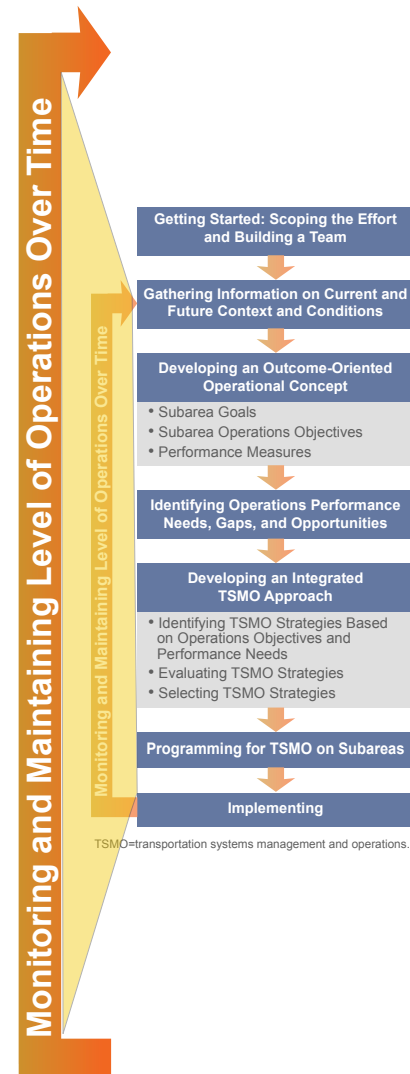 Monitoring and Maintaining Level of Operations Over Time
Monitoring and Maintaining Level of Operations Over Time
Getting Started: Scoping the Effort
and Building a Team
Gathering Information on Current and
Future Context and Conditions
Developing an Outcome-Oriented
Operational Concept
• Subarea Goals
• Subarea Operations Objectives
• Performance Measures
Identifying Operations Performance
Needs, Gaps, and Opportunities
Developing an Integrated
TSMO Approach
• Identifying TSMO Strategies Based
on Operations Objectives and
Performance Needs
• Evaluating TSMO Strategies
• Selecting TSMO Strategies
Programming for TSMO on Subareas
Implementing
TSMO=transportation systems management and operations.